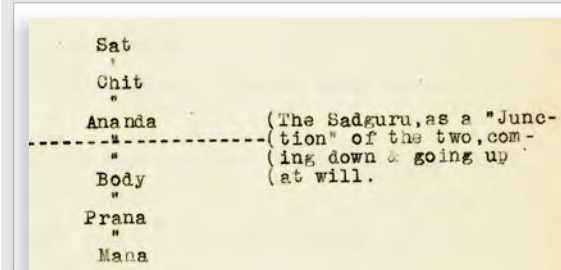 Sat
'
Chit
"
Ananda (The Sadguru,as a "Junc-
-----"-----------(tion" of the two,com-
" (ing down & going up
Body (at will.
"
Prana
"
Mana